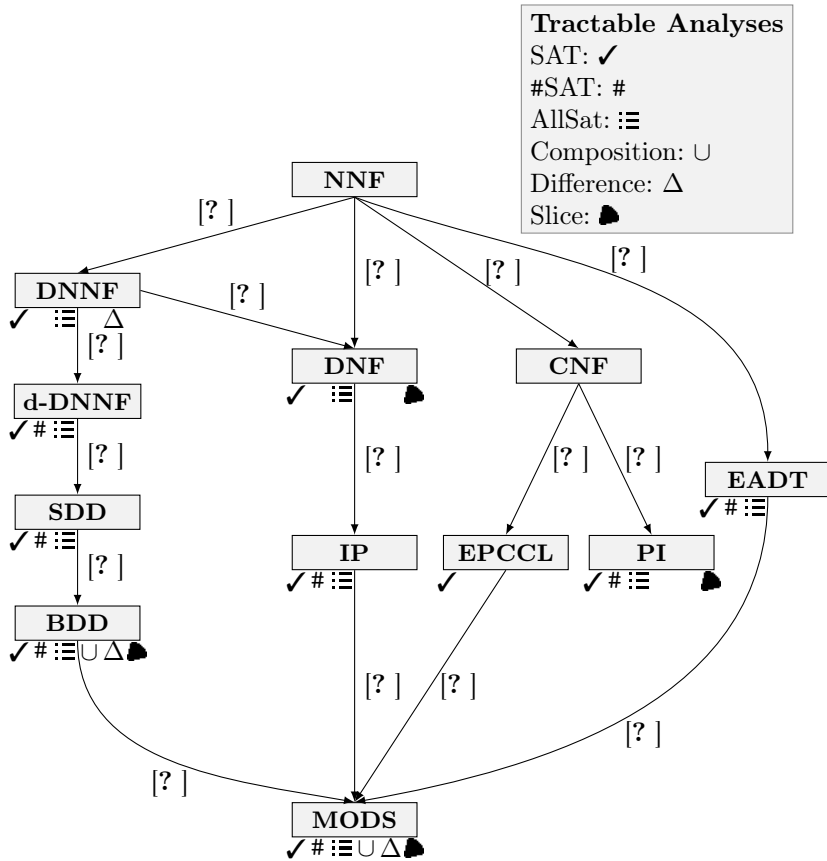 Tractable Analyses
SAT: ✓
#SAT: #
AllSat:
Composition: ∪
Difference: Δ
Slice:
NNF
[? ]
[? ]
[? ]
[? ]
DNNF
✓ Δ
[? ]
[? ]
DNF
✓
CNF
d-DNNF
✓ #
[? ]
[? ]
[? ]
[? ]
EADT
✓ #
SDD
✓ #
[? ]
IP
✓ #
EPCCL
✓
PI
✓ #
BDD
✓ # ∪ Δ
[? ]
[? ]
[? ]
[? ]
MODS
✓ # ∪ Δ